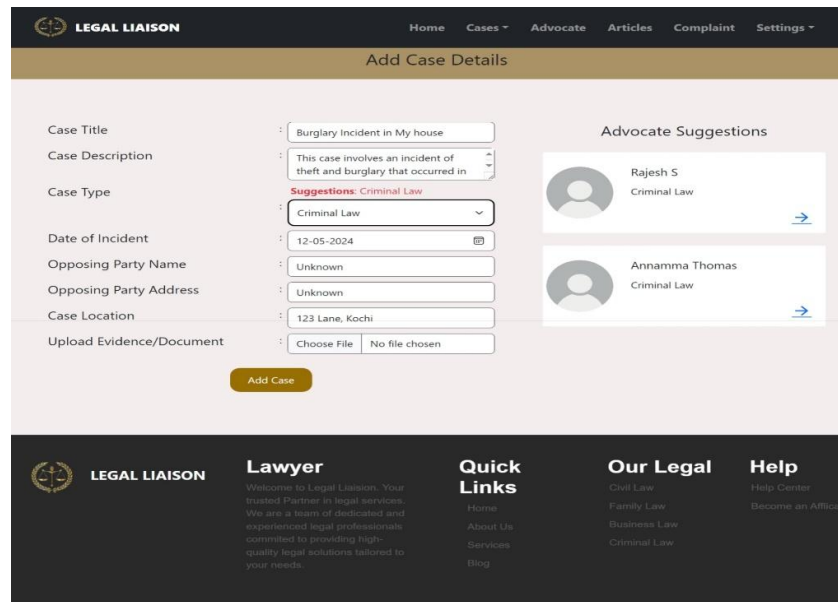 LEGAL LIAISON
Home Cases Advocate Articles Complaint Settings
Add Case Details
Case Title : Burglary Incident in My house
Case Description : This case involves an incident of
theft and burglary that occurred in
Suggestions: Criminal Law
Case Type : Criminal Law
Date of Incident : 12-05-2024
Opposing Party Name : Unknown
Opposing Party Address : Unknown
Case Location : 123 Lane, Kochi
Upload Evidence/Document : Choose File No file chosen
Add Case
Advocate Suggestions
Rajesh S
Criminal Law
Annamma Thomas
Criminal Law
LEGAL LIAISON
Lawyer
Welcome to Legal Liaision. Your
trusted Partner in legal services.
We are a team of dedicated and
experienced legal professionals
commited to providing high-
quality legal solutions tailored to
your needs.
Quick
Links
Home
About Us
Services
Blog
Our Legal
Civil Law
Family Law
Business Law
Criminal Law
Help
Help Center
Become an